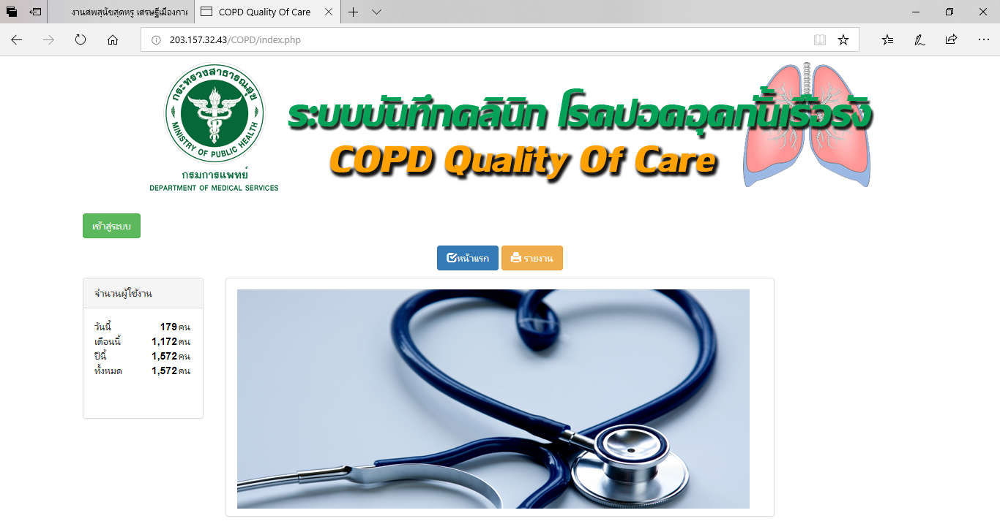 งานศพสุนัขสุดหรู เศรษฐีเมืองกา
COPD Quality Of Care
203.157.32.43/COPD/index.php
กระทรวงสาธารณสุข
MINISTRY OF PUBLIC HEALTH
กรมการแพทย์
DEPARTMENT OF MEDICAL SERVICES
ระบบบันทึกคลินิก โรคปอดอุดกั้นเรื้อรัง
COPD Quality Of Care
เข้าสู่ระบบ
หน้าแรก รายงาน
จำนวนผู้ใช้งาน
วันนี้ 179 คน
เดือนนี้ 1,172 คน
ปีนี้ 1,572 คน
ทั้งหมด 1,572 คน